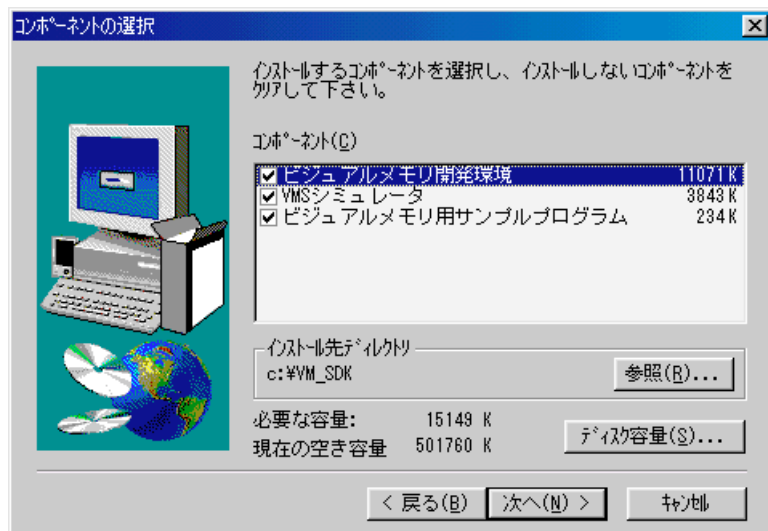 コンポーネントの選択
インストールするコンポーネントを選択し、インストールしないコンポーネントを
クリアして下さい。
コンポーネント(C)
ビジュアルメモリ開発環境 11071 K
VMSシミュレータ 3843 K
ビジュアルメモリ用サンプルプログラム 234 K
インストール先ディレクトリ
c:¥VM_SDK
参照(R)...
必要な容量: 15149 K
現在の空き容量 501760 K
ディスク容量(S)...
< 戻る(B)
次へ(N) >
キャンセル